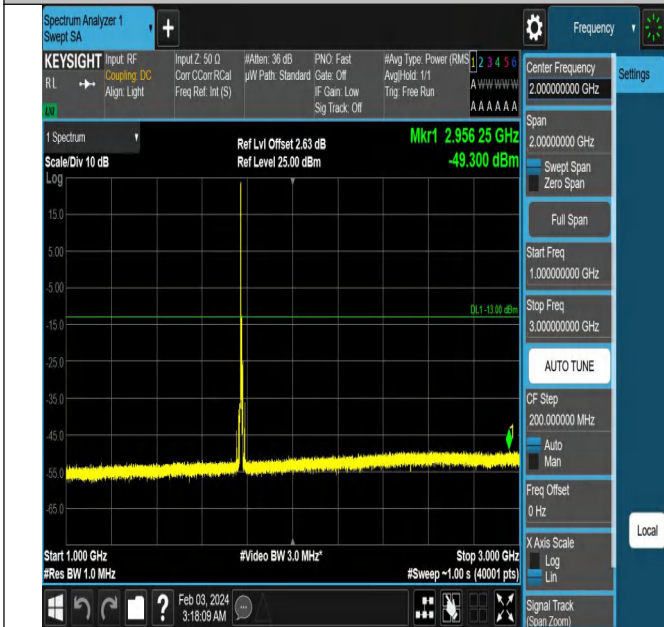 Spectrum Analyzer 1
Swept SA
+
Frequency
KEYSIGHT
RL
LXI
Input: RF
Coupling: DC
Align: Light
Input Z: 50 Ω
Corr CCorr RCal
Freq Ref: Int (S)
#Atten: 36 dB
µW Path: Standard
PNO: Fast
Gate: Off
IF Gain: Low
Sig Track: Off
#Avg Type: Power (RMS
Avg|Hold: 1/1
Trig: Free Run
1 2 3 4 5 6
A W W W W W
A A A A A A
1 Spectrum
Scale/Div 10 dB
Log
Ref Lvl Offset 2.63 dB
Ref Level 25.00 dBm
Mkr1 2.956 25 GHz
-49.300 dBm
15.0
5.00
-5.00
-15.0
-25.0
-35.0
-45.0
-55.0
-65.0
DL1 -13.00 dBm
1
Start 1.000 GHz
#Res BW 1.0 MHz
#Video BW 3.0 MHz*
Stop 3.000 GHz
#Sweep ~1.00 s (40001 pts)
Feb 03, 2024
3:18:09 AM
?
Center Frequency
2.000000000 GHz
Settings
Span
2.00000000 GHz
Swept Span
Zero Span
Full Span
Start Freq
1.000000000 GHz
Stop Freq
3.000000000 GHz
AUTO TUNE
CF Step
200.000000 MHz
Auto
Man
Freq Offset
0 Hz
Local
X Axis Scale
Log
Lin
Signal Track
(Span Zoom)